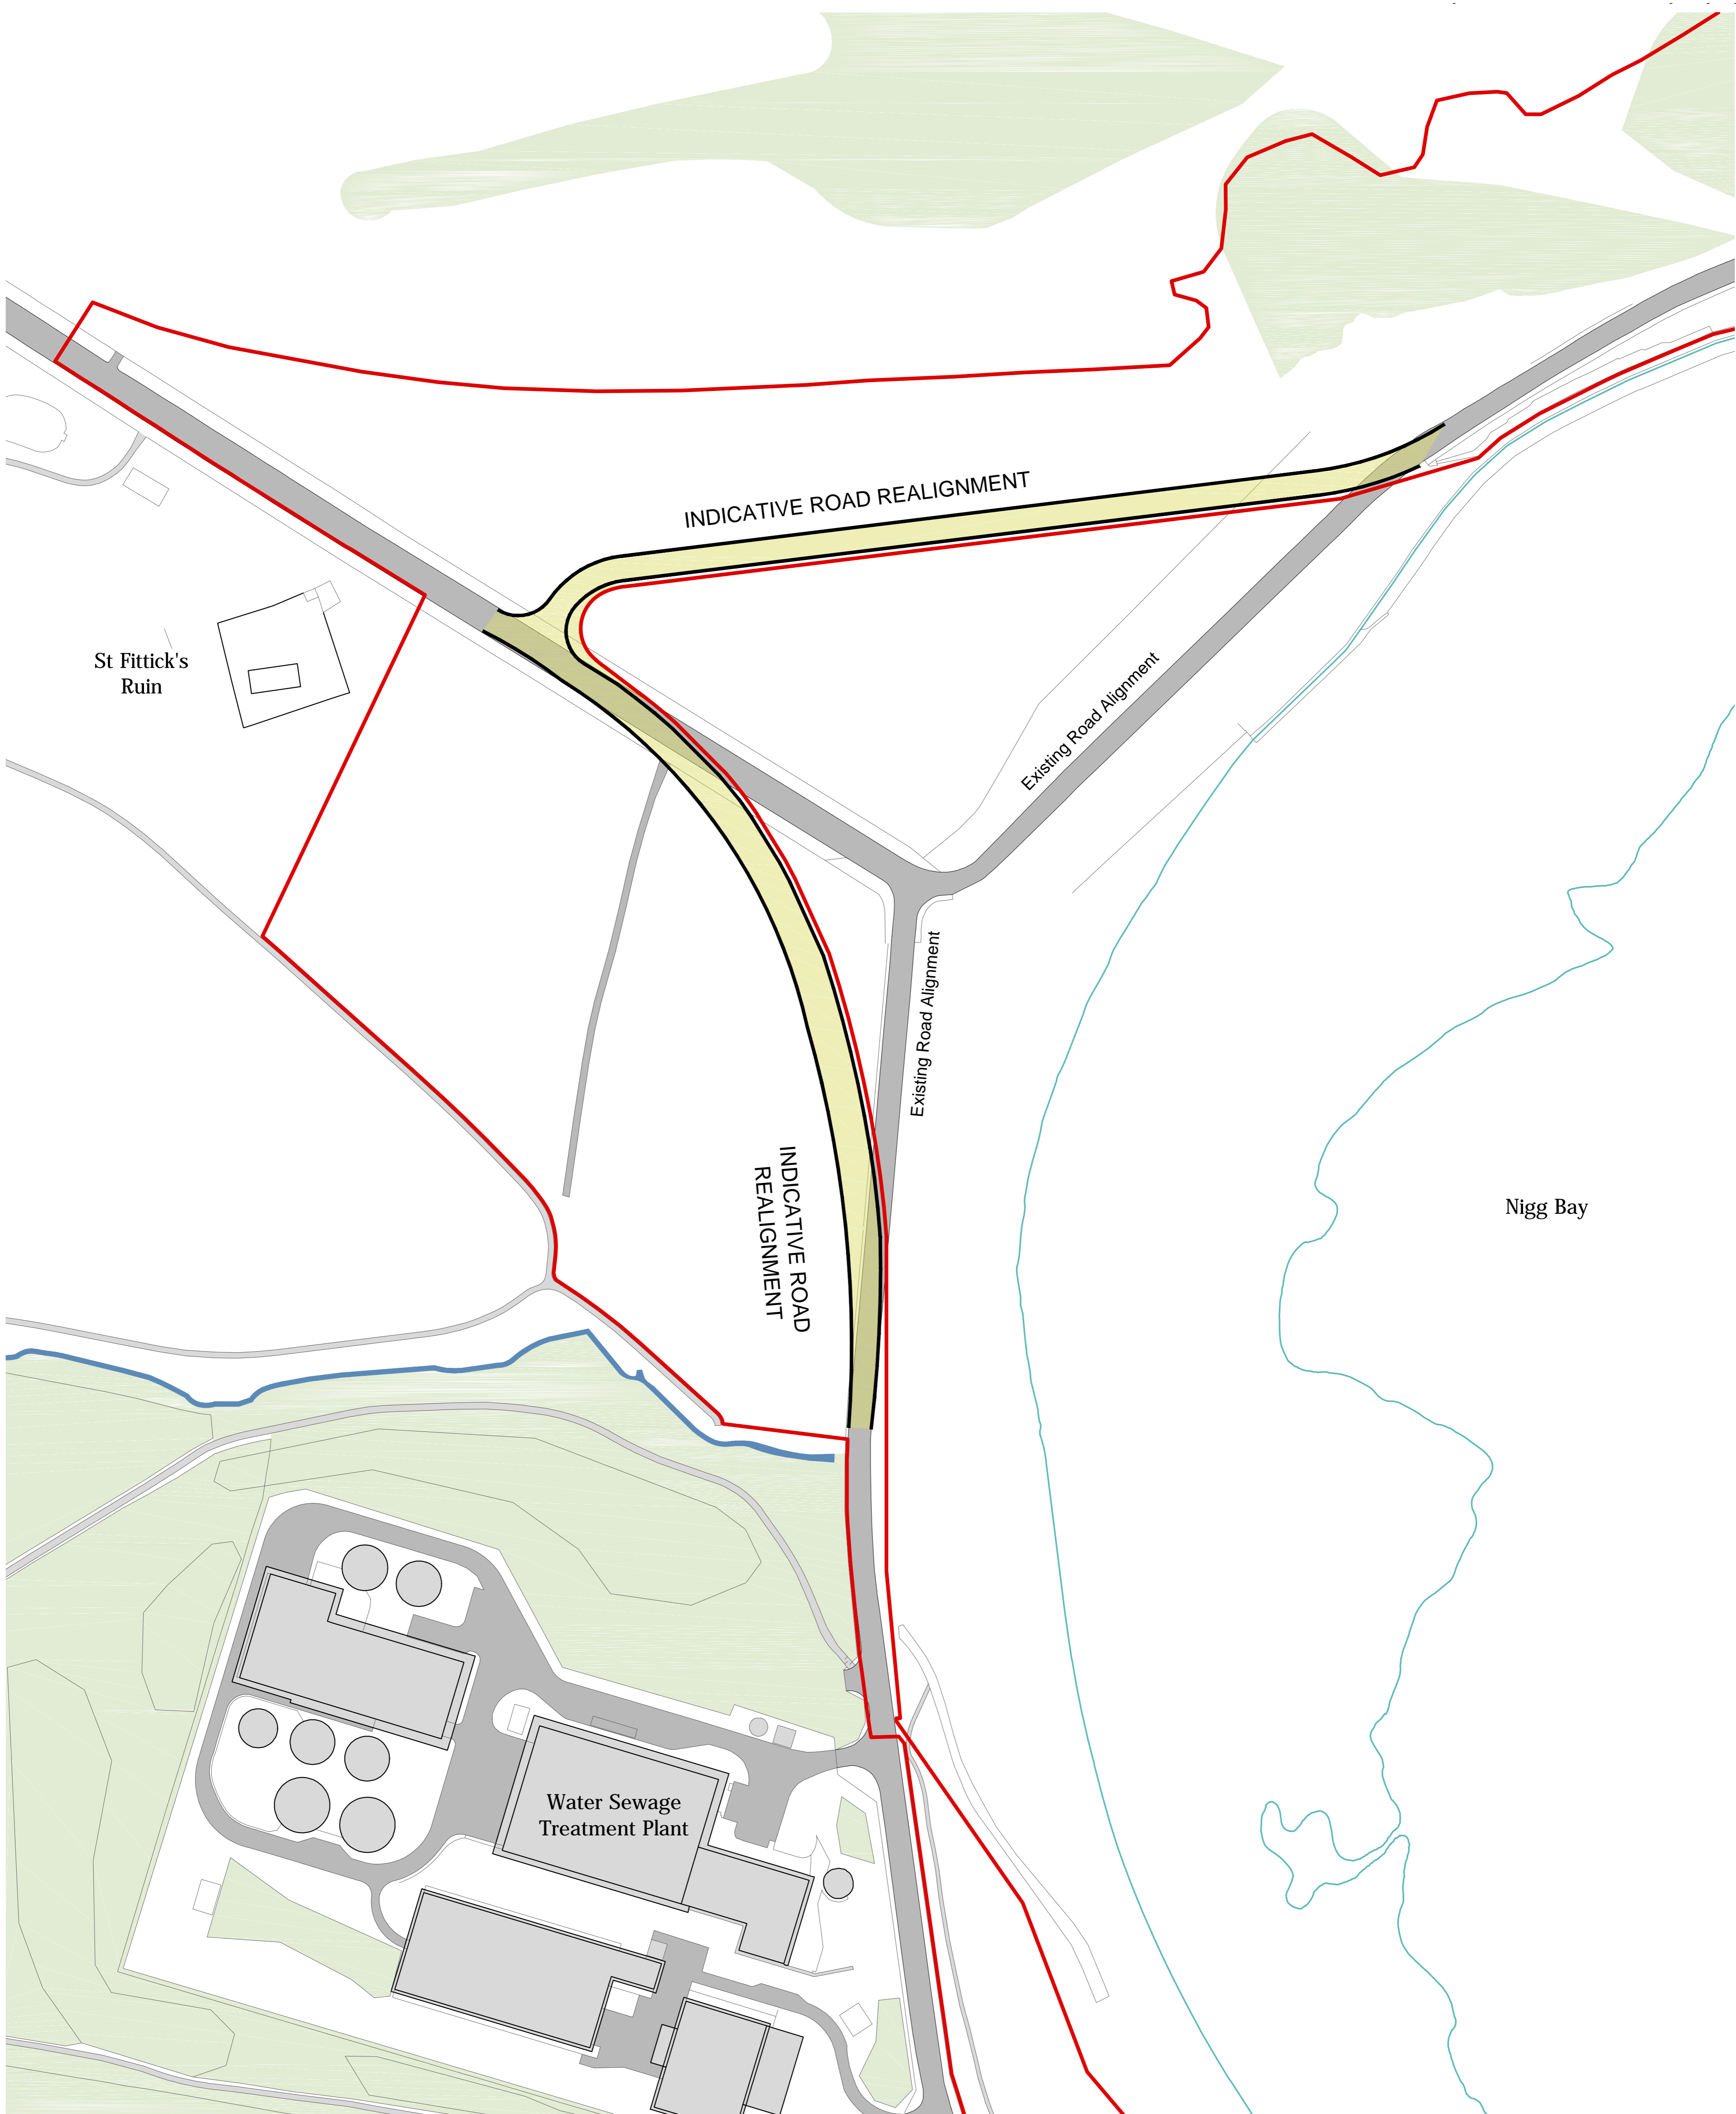 INDICATIVE ROAD REALIGNMENT
St Fittick's
Ruin
Existing Road Alignment
Existing Road Alignment
INDICATIVE ROAD
REALIGNMENT
Nigg Bay
Water Sewage
Treatment Plant